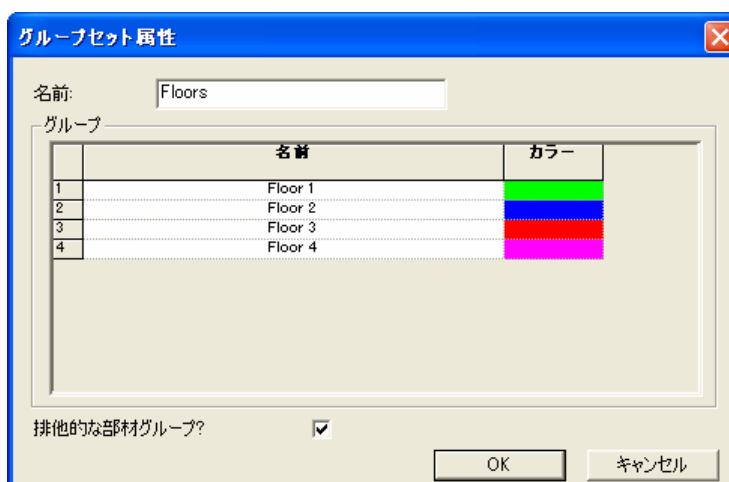 グループセット属性
名前: Floors
グループ
名前 カラー
1 Floor 1
2 Floor 2
3 Floor 3
4 Floor 4
排他的な部材グループ?
OK キャンセル